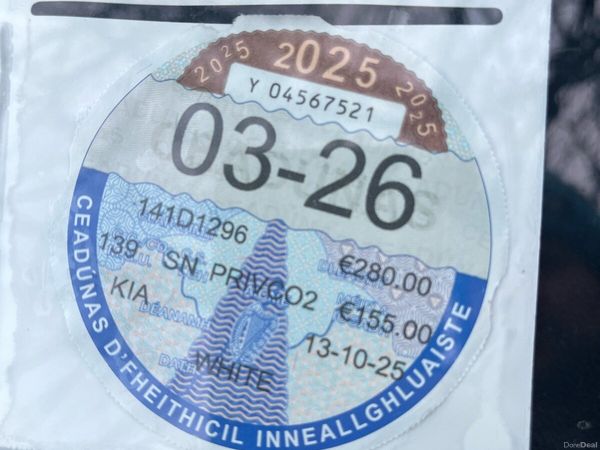 2025 2025 2025
Y 04567521
03-26
141D1296
€280.00
139 SN PRIVCO2
€155.00
KIA
13-10-25
WHITE
CEADÚNAS D'FHEITHICIL INNEALLGHLUAISTE
DoneDeal